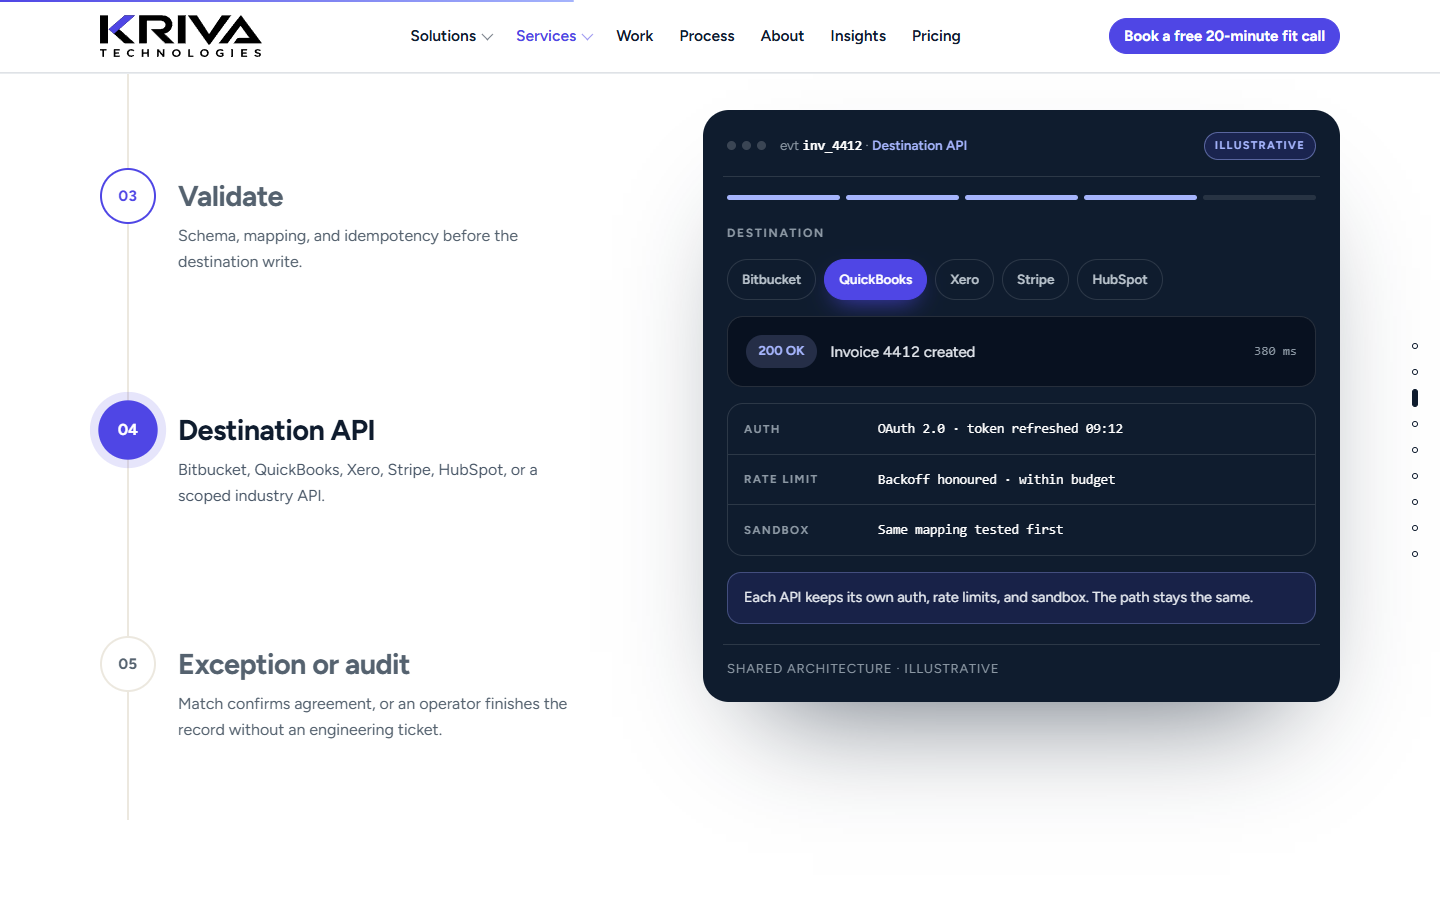 KRIVA
TECHNOLOGIES
Solutions
Services
Work
Process
About
Insights
Pricing
Book a free 20-minute fit call
03
Validate
Schema, mapping, and idempotency before the
destination write.
04
Destination API
Bitbucket, QuickBooks, Xero, Stripe, HubSpot, or a
scoped industry API.
05
Exception or audit
Match confirms agreement, or an operator finishes the
record without an engineering ticket.
evt inv_4412 · Destination API
ILLUSTRATIVE
DESTINATION
Bitbucket
QuickBooks
Xero
Stripe
HubSpot
200 OK
Invoice 4412 created
380 ms
AUTH
OAuth 2.0 · token refreshed 09:12
RATE LIMIT
Backoff honoured · within budget
SANDBOX
Same mapping tested first
Each API keeps its own auth, rate limits, and sandbox. The path stays the same.
SHARED ARCHITECTURE · ILLUSTRATIVE